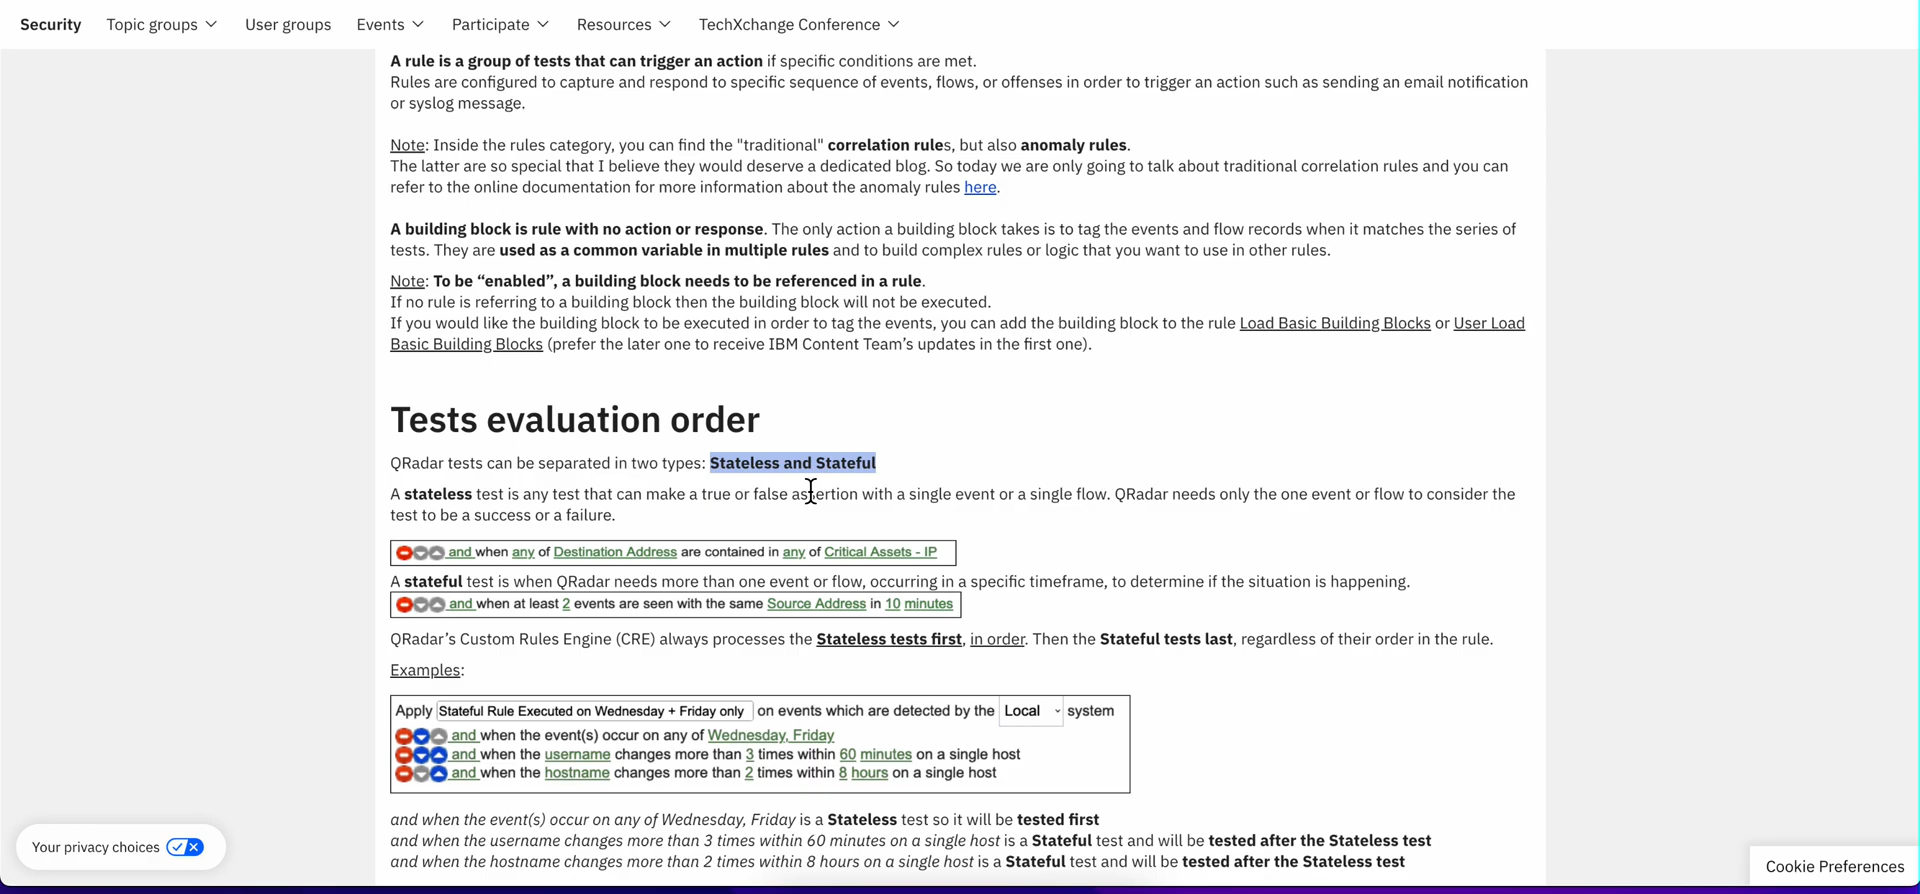 Security Topic groups User groups Events Participate Resources TechXchange Conference
A rule is a group of tests that can trigger an action if specific conditions are met.
Rules are configured to capture and respond to specific sequence of events, flows, or offenses in order to trigger an action such as sending an email notification
or syslog message.
Note: Inside the rules category, you can find the "traditional" correlation rules, but also anomaly rules.
The latter are so special that I believe they would deserve a dedicated blog. So today we are only going to talk about traditional correlation rules and you can
refer to the online documentation for more information about the anomaly rules here.
A building block is rule with no action or response. The only action a building block takes is to tag the events and flow records when it matches the series of
tests. They are used as a common variable in multiple rules and to build complex rules or logic that you want to use in other rules.
Note: To be “enabled”, a building block needs to be referenced in a rule.
If no rule is referring to a building block then the building block will not be executed.
If you would like the building block to be executed in order to tag the events, you can add the building block to the rule Load Basic Building Blocks or User Load
Basic Building Blocks (prefer the later one to receive IBM Content Team’s updates in the first one).
Tests evaluation order
QRadar tests can be separated in two types: Stateless and Stateful
A stateless test is any test that can make a true or false assertion with a single event or a single flow. QRadar needs only the one event or flow to consider the
test to be a success or a failure.
and when any of Destination Address are contained in any of Critical Assets - IP
A stateful test is when QRadar needs more than one event or flow, occurring in a specific timeframe, to determine if the situation is happening.
and when at least 2 events are seen with the same Source Address in 10 minutes
QRadar’s Custom Rules Engine (CRE) always processes the Stateless tests first, in order. Then the Stateful tests last, regardless of their order in the rule.
Examples:
Apply Stateful Rule Executed on Wednesday + Friday only on events which are detected by the Local system
and when the event(s) occur on any of Wednesday, Friday
and when the username changes more than 3 times within 60 minutes on a single host
and when the hostname changes more than 2 times within 8 hours on a single host
and when the event(s) occur on any of Wednesday, Friday is a Stateless test so it will be tested first
and when the username changes more than 3 times within 60 minutes on a single host is a Stateful test and will be tested after the Stateless test
and when the hostname changes more than 2 times within 8 hours on a single host is a Stateful test and will be tested after the Stateless test
Your privacy choices
Cookie Preferences